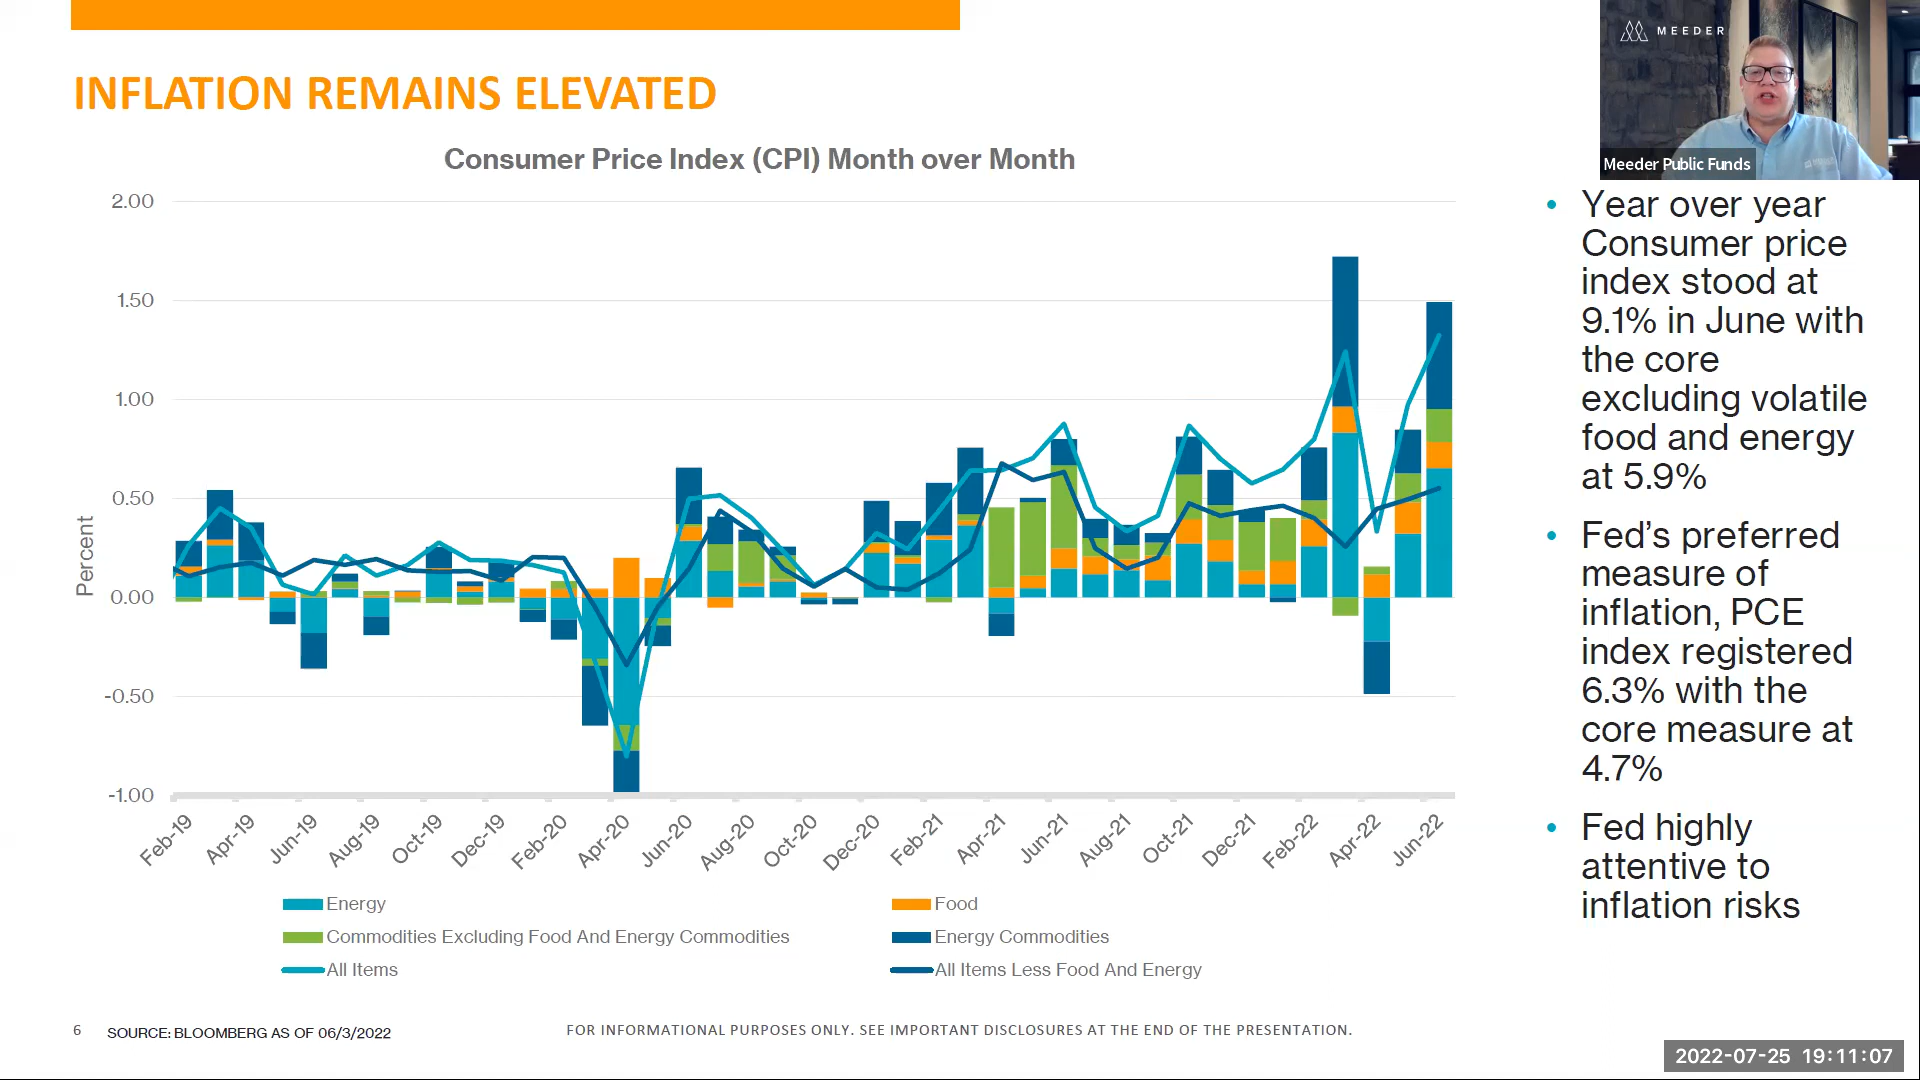 INFLATION REMAINS ELEVATED
MEEDER
Meeder Public Funds
Consumer Price Index (CPI) Month over Month
2.00
1.50
1.00
0.50
0.00
-0.50
-1.00
Percent
Feb-19
Apr-19
Jun-19
Aug-19
Oct-19
Dec-19
Feb-20
Apr-20
Jun-20
Aug-20
Oct-20
Dec-20
Feb-21
Apr-21
Jun-21
Aug-21
Oct-21
Dec-21
Feb-22
Apr-22
Jun-22
Energy
Food
Commodities Excluding Food And Energy Commodities
Energy Commodities
All Items
All Items Less Food And Energy
• Year over year
Consumer price
index stood at
9.1% in June with
the core
excluding volatile
food and energy
at 5.9%
• Fed’s preferred
measure of
inflation, PCE
index registered
6.3% with the
core measure at
4.7%
• Fed highly
attentive to
inflation risks
6
SOURCE: BLOOMBERG AS OF 06/3/2022
FOR INFORMATIONAL PURPOSES ONLY. SEE IMPORTANT DISCLOSURES AT THE END OF THE PRESENTATION.
2022-07-25 19:11:07